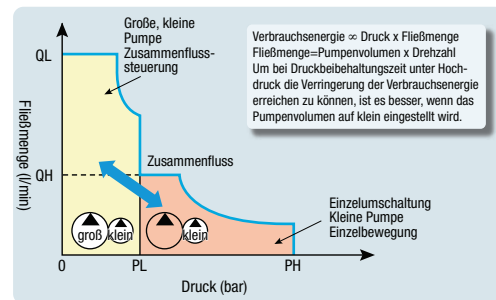 Große, kleine
Pumpe
Zusammenfluss-
steuerung
Verbrauchsenergie ∞ Druck x Fließmenge
Fließmenge=Pumpenvolumen x Drehzahl
Um bei Druckbeibehaltungszeit unter Hoch-
druck die Verringerung der Verbrauchsenergie
erreichen zu können, ist es besser, wenn das
Pumpenvolumen auf klein eingestellt wird.
QL
Fließmenge (l/min)
QH
Zusammenfluss
Einzelumschaltung
Kleine Pumpe
Einzelbewegung
groß klein
klein
0 PL PH
Druck (bar)